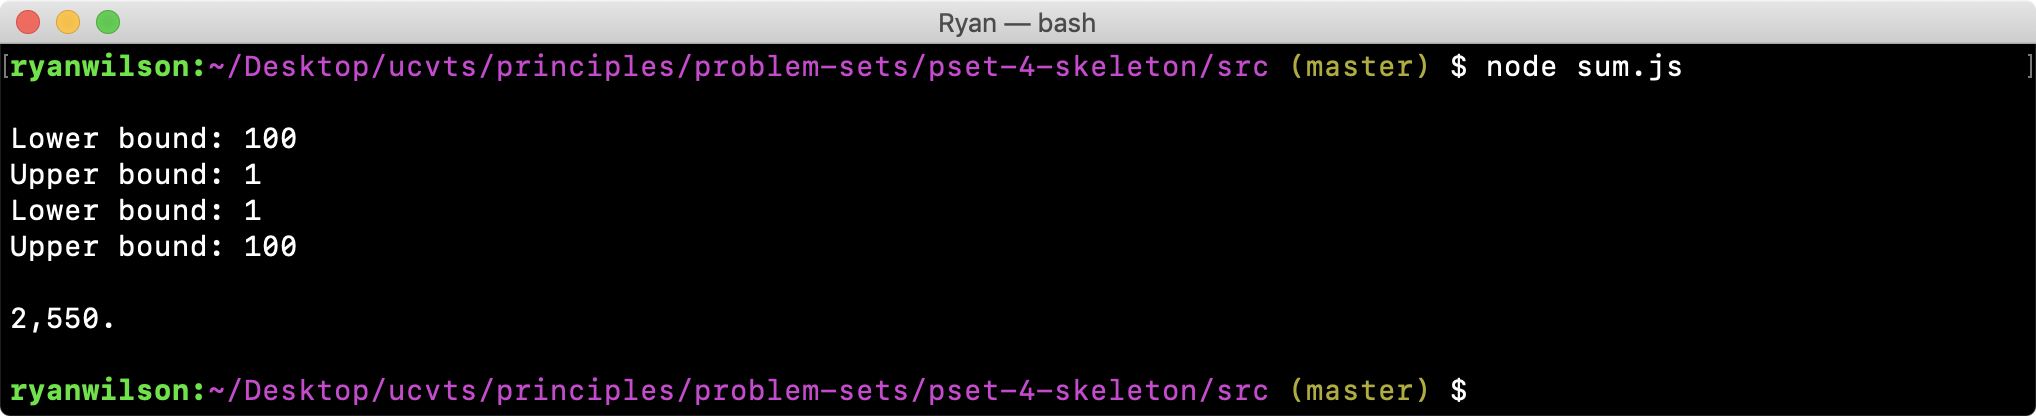 Ryan — bash
ryanwilson:~/Desktop/ucvts/principles/problem-sets/pset-4-skeleton/src (master) $ node sum.js
Lower bound: 100
Upper bound: 1
Lower bound: 1
Upper bound: 100
2,550.
ryanwilson:~/Desktop/ucvts/principles/problem-sets/pset-4-skeleton/src (master) $